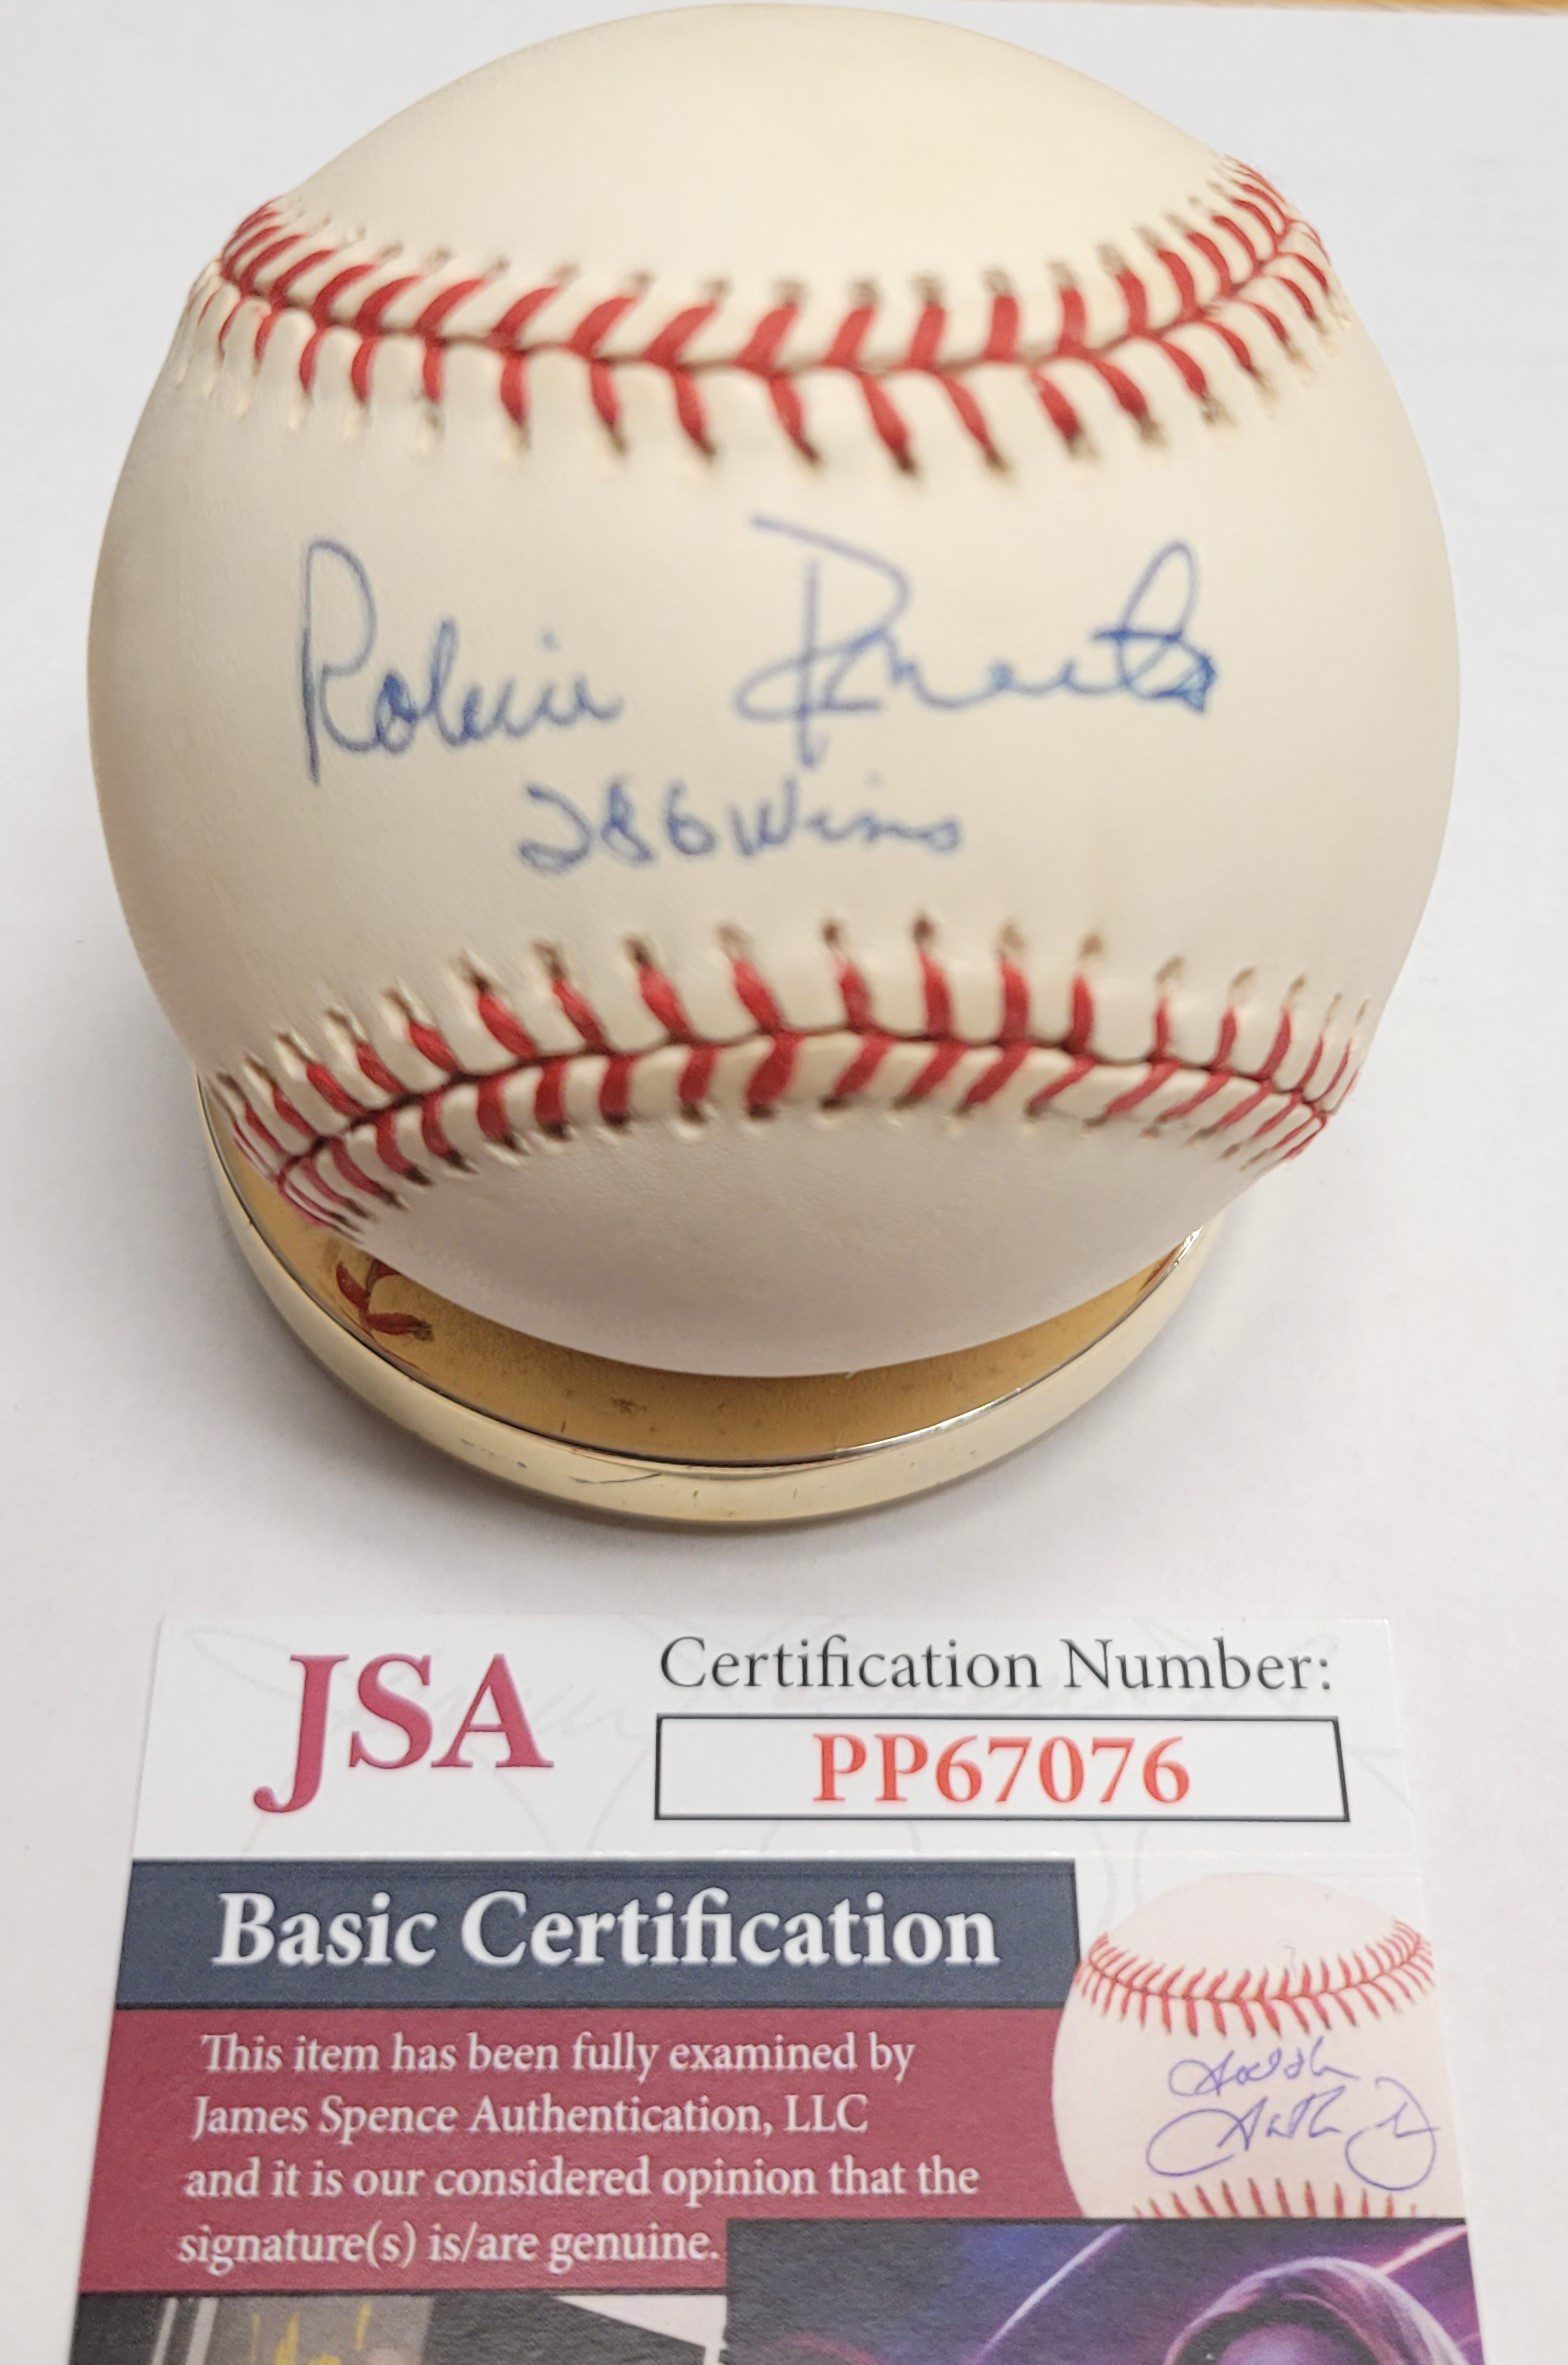 Robin Roberts
286 Wins
JSA
Certification Number:
PP67076
Basic Certification
This item has been fully examined by
James Spence Authentication, LLC
and it is our considered opinion that the
signature(s) is/are genuine.